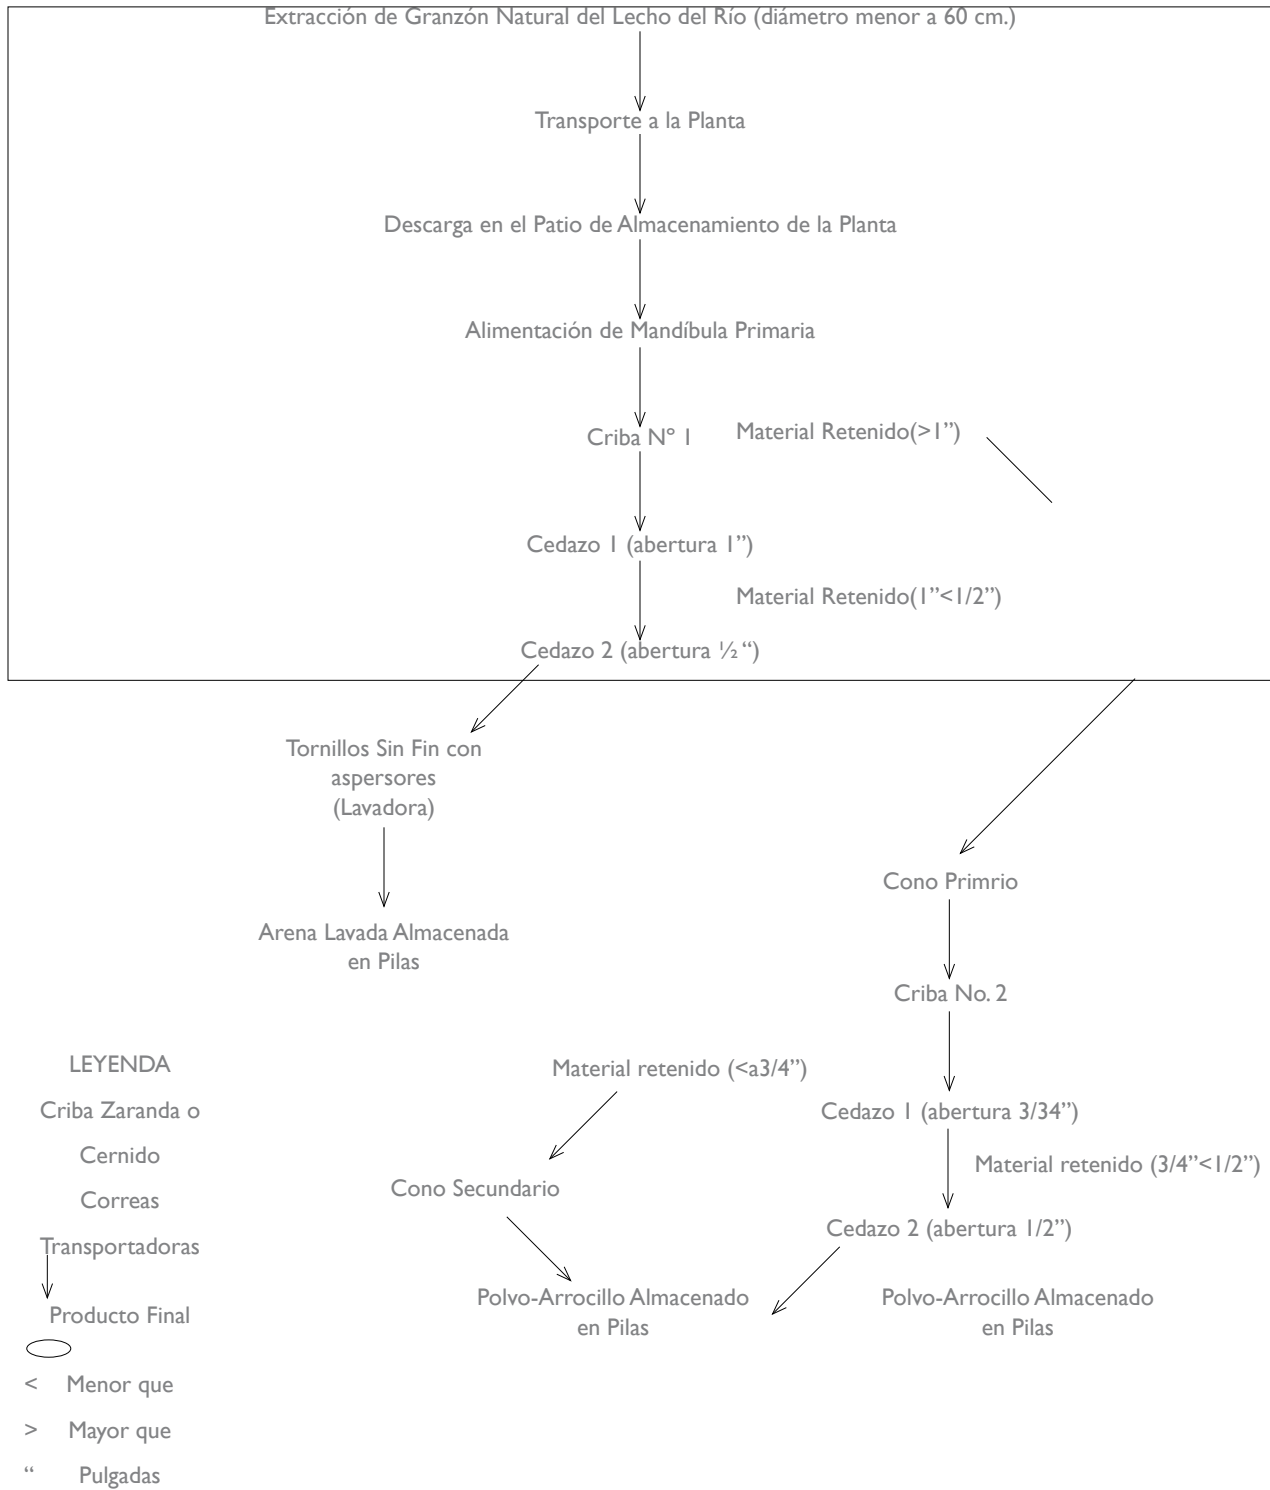 Extracción de Granzón Natural del Lecho del Río (diámetro menor a 60 cm.)
Transporte a la Planta
Descarga en el Patio de Almacenamiento de la Planta
Alimentación de Mandíbula Primaria
Criba Nº 1
Material Retenido(>1”)
Cedazo 1 (abertura 1”)
Material Retenido(1”<1/2”)
Cedazo 2 (abertura ½ “)
Tornillos Sin Fin con
aspersores
(Lavadora)
Arena Lavada Almacenada
en Pilas
Cono Primrio
Criba No. 2
Material retenido (<a3/4”)
Cedazo 1 (abertura 3/34”)
Material retenido (3/4”<1/2”)
Cono Secundario
Cedazo 2 (abertura 1/2”)
Polvo-Arrocillo Almacenado
en Pilas
Polvo-Arrocillo Almacenado
en Pilas
LEYENDA
Criba Zaranda o
Cernido
Correas
Transportadoras
Producto Final
< Menor que
> Mayor que
“ Pulgadas